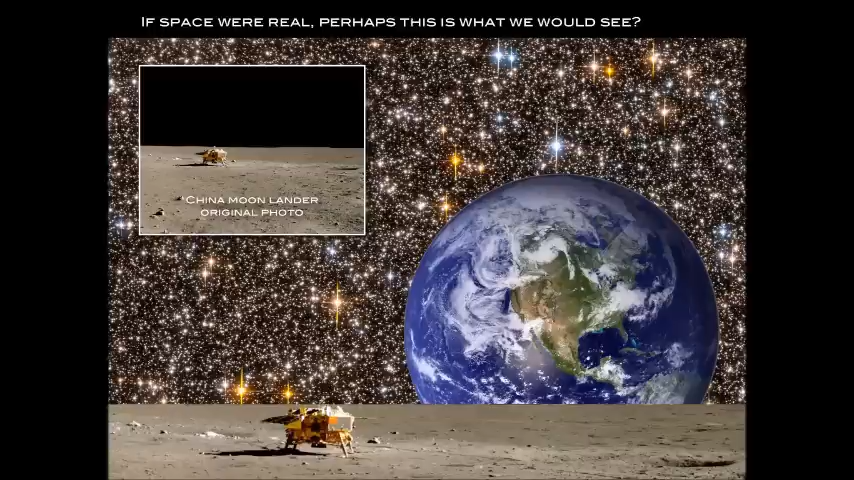 If space were real, perhaps this is what we would see?
*China moon lander
original photo